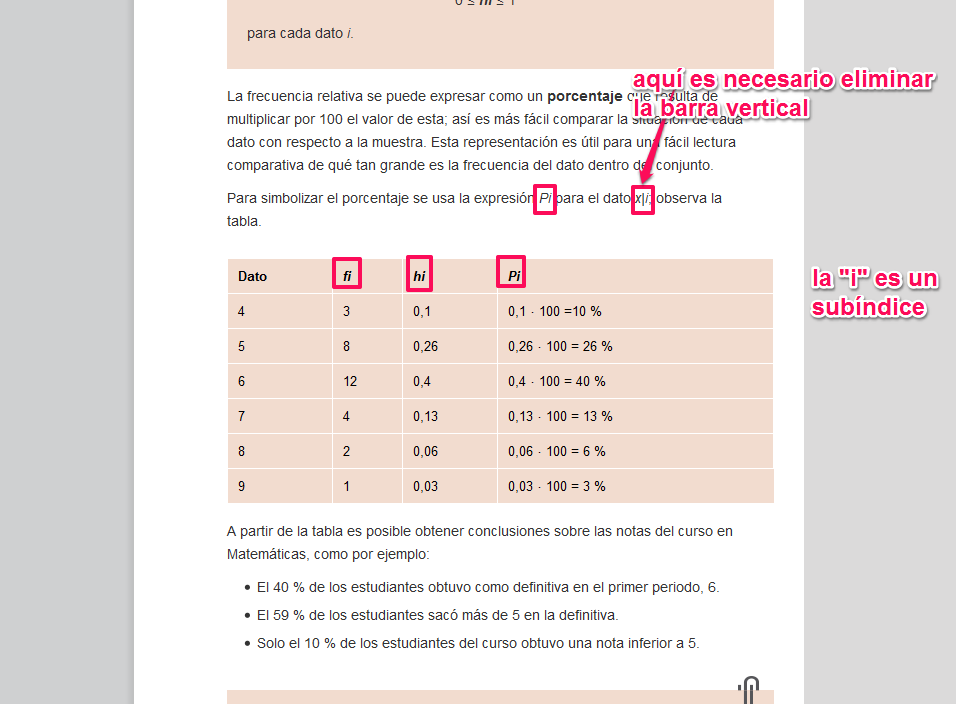 0 ≤ hi ≤ 1
para cada dato i.
aquí es necesario eliminar
la barra vertical
La frecuencia relativa se puede expresar como un porcentaje que resulta de
multiplicar por 100 el valor de esta; así es más fácil comparar la situación de cada
dato con respecto a la muestra. Esta representación es útil para una fácil lectura
comparativa de qué tan grande es la frecuencia del dato dentro del conjunto.
Para simbolizar el porcentaje se usa la expresión Pi para el dato x|i; observa la
tabla.
la "i" es un
subíndice
Dato fi hi Pi
4 3 0,1 0,1 · 100 =10 %
5 8 0,26 0,26 · 100 = 26 %
6 12 0,4 0,4 · 100 = 40 %
7 4 0,13 0,13 · 100 = 13 %
8 2 0,06 0,06 · 100 = 6 %
9 1 0,03 0,03 · 100 = 3 %
A partir de la tabla es posible obtener conclusiones sobre las notas del curso en
Matemáticas, como por ejemplo:
• El 40 % de los estudiantes obtuvo como definitiva en el primer periodo, 6.
• El 59 % de los estudiantes sacó más de 5 en la definitiva.
• Solo el 10 % de los estudiantes del curso obtuvo una nota inferior a 5.